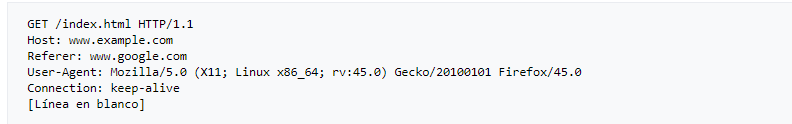 GET /index.html HTTP/1.1
Host: www.example.com
Referer: www.google.com
User-Agent: Mozilla/5.0 (X11; Linux x86_64; rv:45.0) Gecko/20100101 Firefox/45.0
Connection: keep-alive
[Línea en blanco]